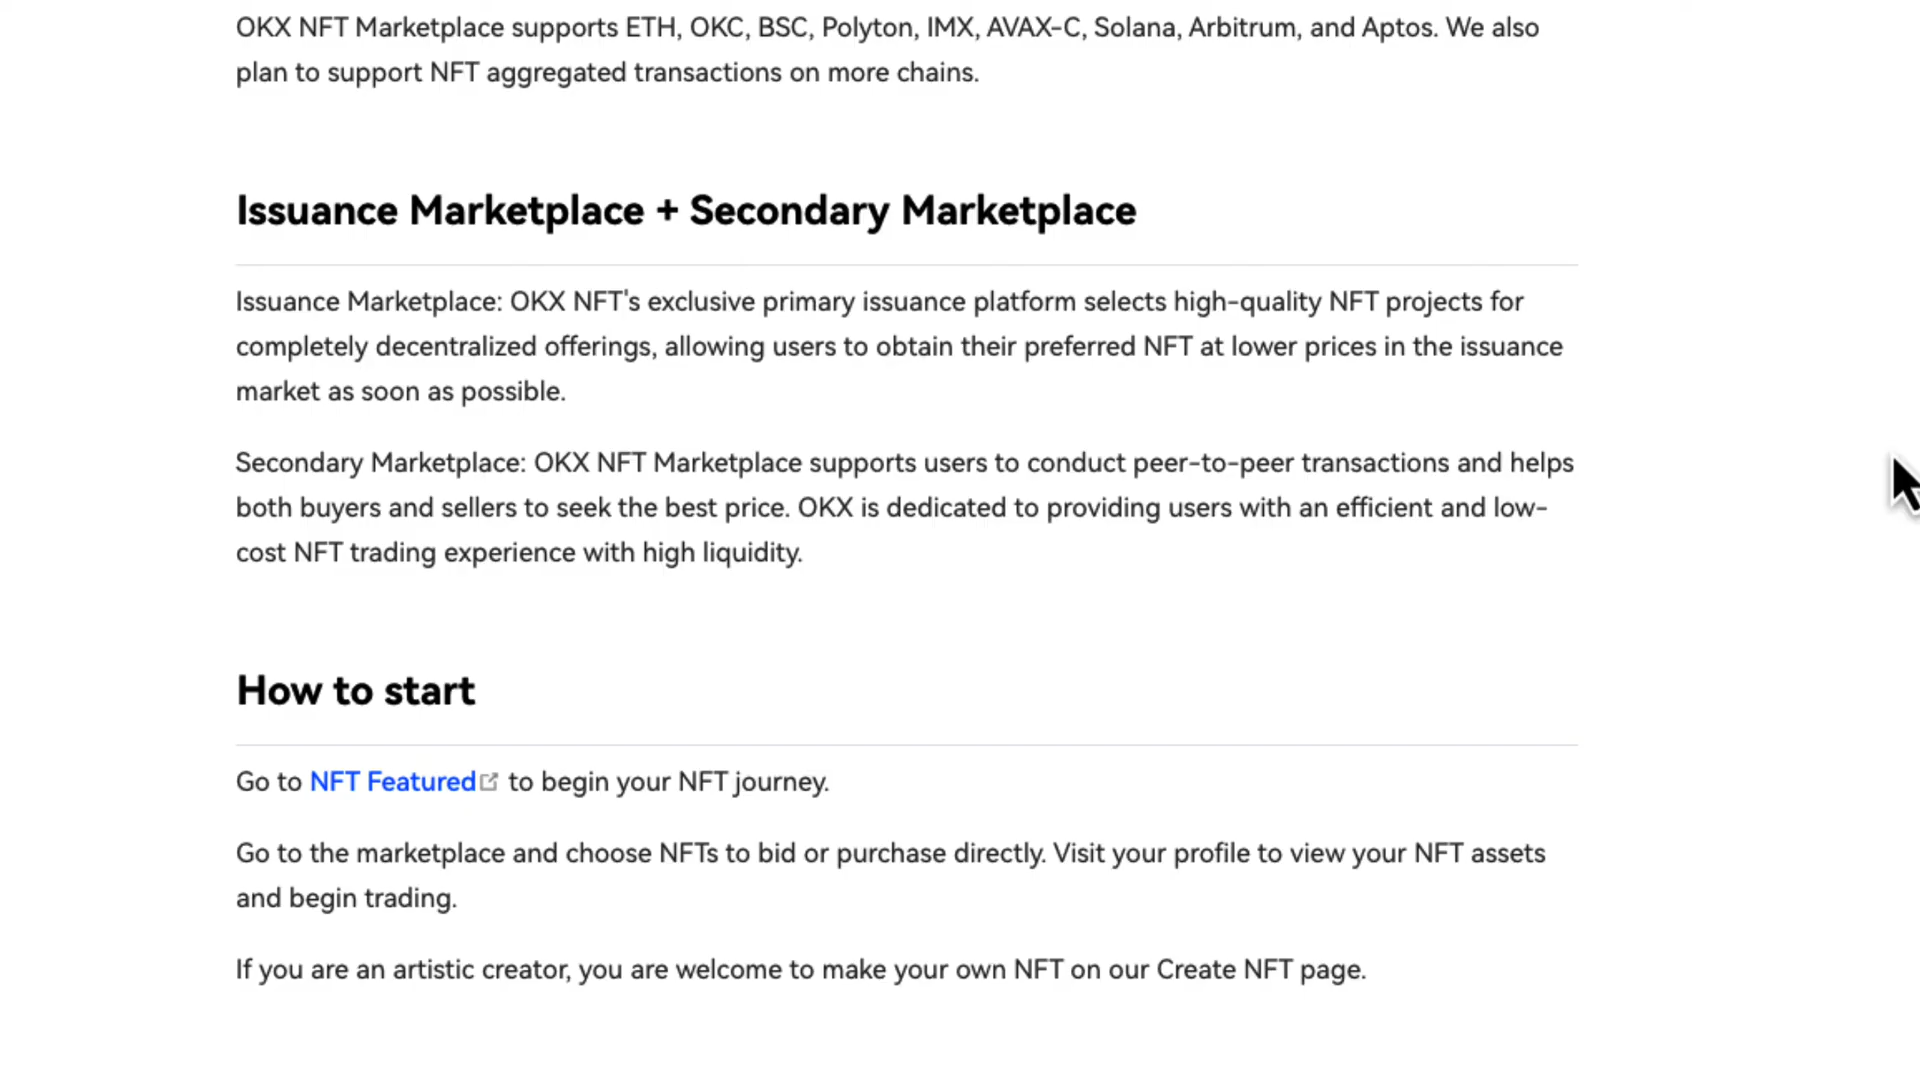 OKX NFT Marketplace supports ETH, OKC, BSC, Polyton, IMX, AVAX-C, Solana, Arbitrum, and Aptos. We also
plan to support NFT aggregated transactions on more chains.
Issuance Marketplace + Secondary Marketplace
Issuance Marketplace: OKX NFT's exclusive primary issuance platform selects high-quality NFT projects for
completely decentralized offerings, allowing users to obtain their preferred NFT at lower prices in the issuance
market as soon as possible.
Secondary Marketplace: OKX NFT Marketplace supports users to conduct peer-to-peer transactions and helps
both buyers and sellers to seek the best price. OKX is dedicated to providing users with an efficient and low-
cost NFT trading experience with high liquidity.
How to start
Go to NFT Featured to begin your NFT journey.
Go to the marketplace and choose NFTs to bid or purchase directly. Visit your profile to view your NFT assets
and begin trading.
If you are an artistic creator, you are welcome to make your own NFT on our Create NFT page.